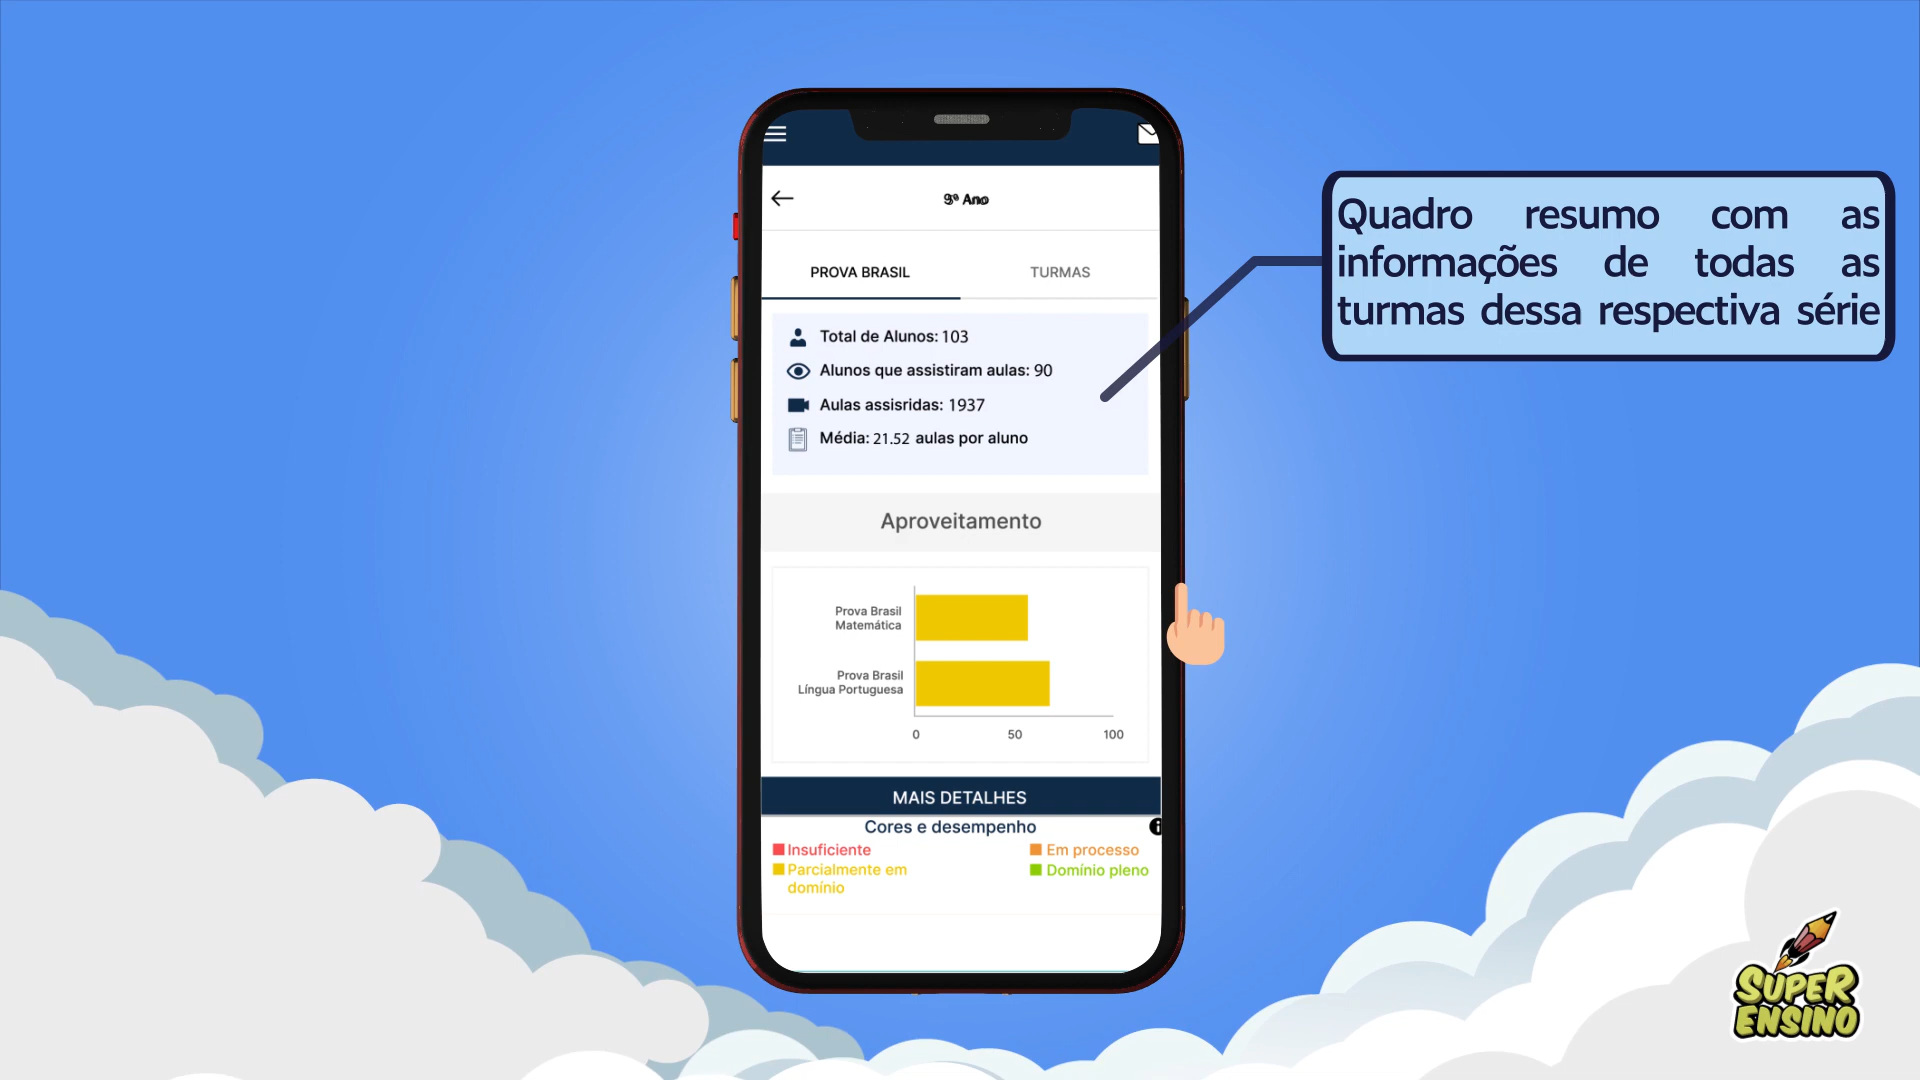 9º Ano
PROVA BRASIL
TURMAS
Total de Alunos: 103
Alunos que assistiram aulas: 90
Aulas assisridas: 1937
Média: 21.52 aulas por aluno
Quadro resumo com as
informações de todas as
turmas dessa respectiva série
Aproveitamento
Prova Brasil
Matemática
Prova Brasil
Língua Portuguesa
0 50 100
MAIS DETALHES
Cores e desempenho
Insuficiente
Em processo
Parcialmente em
domínio
Domínio pleno
SUPER
ENSINO